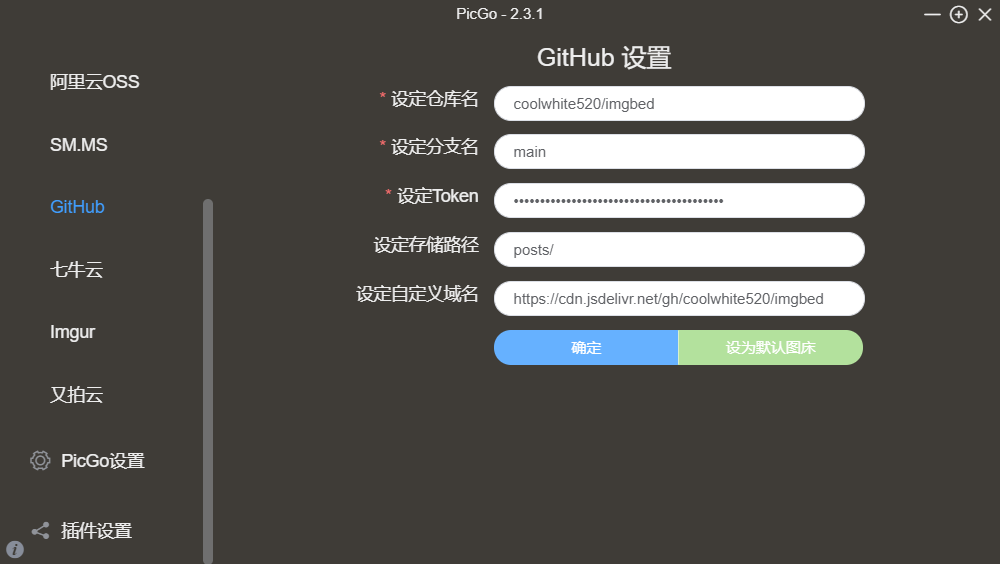 PicGo - 2.3.1
阿里云OSS
SM.MS
GitHub
七牛云
Imgur
又拍云
PicGo设置
插件设置
GitHub 设置
* 设定仓库名 coolwhite520/imgbed
* 设定分支名 main
* 设定Token ••••••••••••••••••••••••••••••••••••••••
设定存储路径 posts/
设定自定义域名 https://cdn.jsdelivr.net/gh/coolwhite520/imgbed
确定 设为默认图床